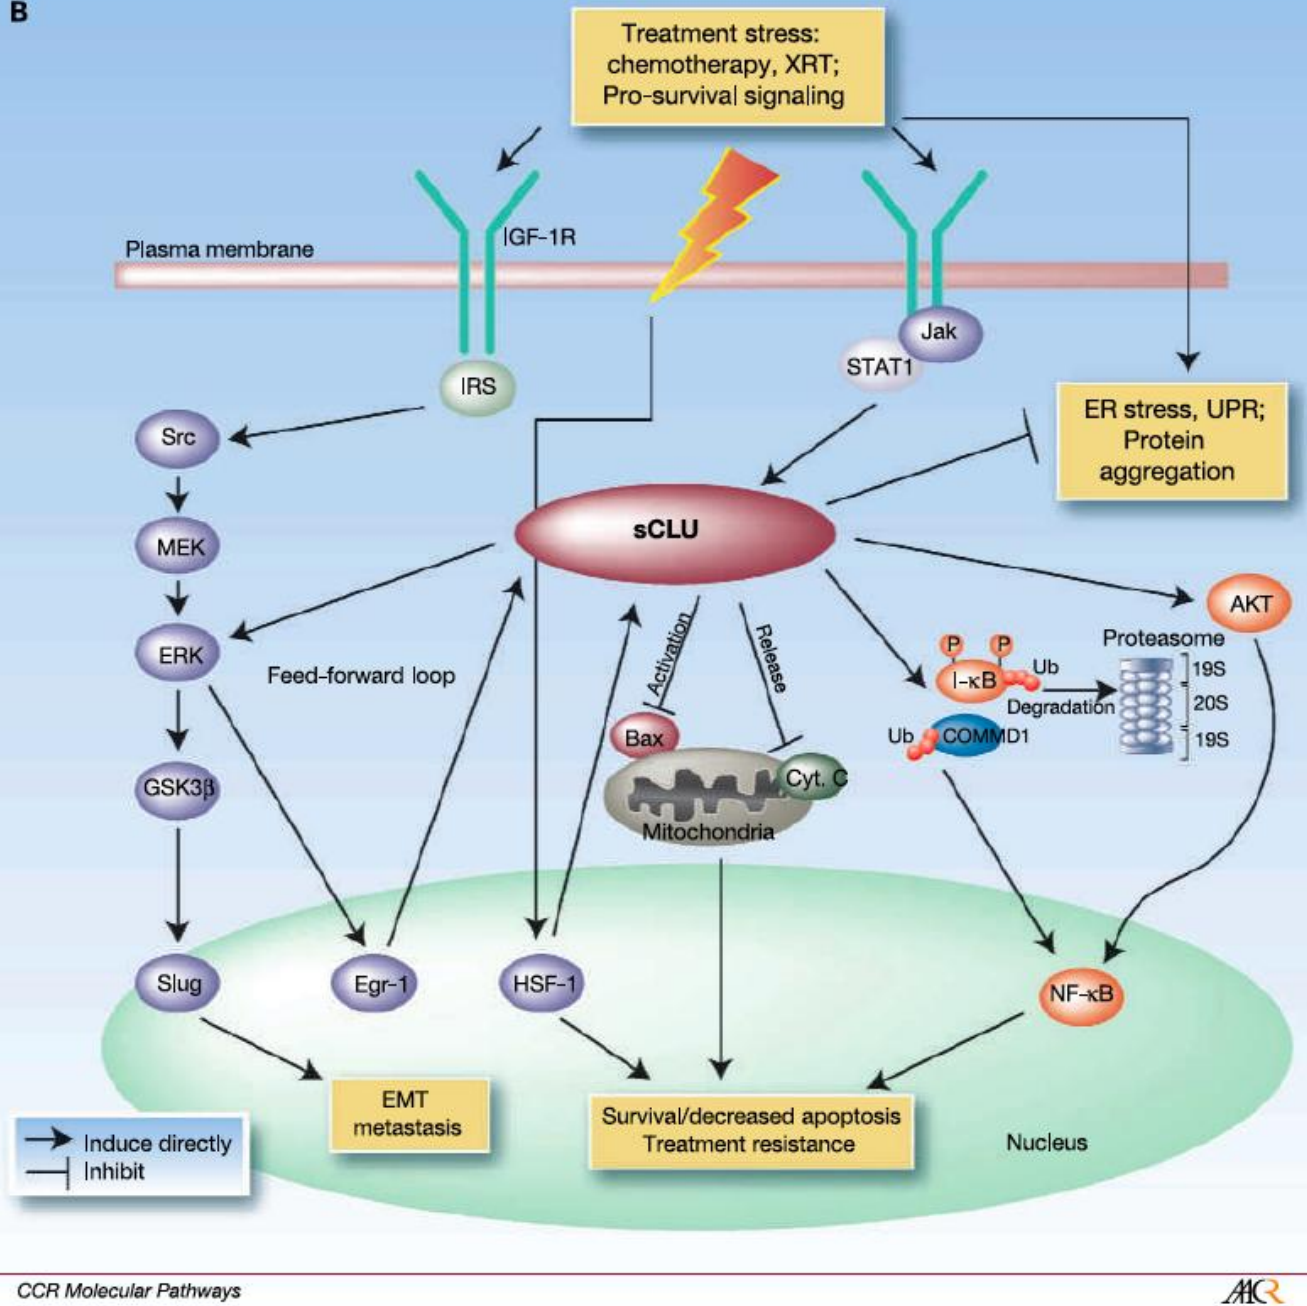 B
Treatment stress:
chemotherapy, XRT;
Pro-survival signaling
IGF-1R
Plasma membrane
Jak
STAT1
IRS
ER stress, UPR;
Protein
aggregation
Src
sCLU
MEK
AKT
ERK
Feed-forward loop
Activation
Release
P P
I-κB
Ub
Degradation
Proteasome
19S
20S
19S
Ub
COMMD1
Bax
Cyt. C
Mitochondria
GSK3β
Slug
Egr-1
HSF-1
NF-κB
EMT
metastasis
Survival/decreased apoptosis
Treatment resistance
Nucleus
Induce directly
Inhibit
CCR Molecular Pathways
AACR